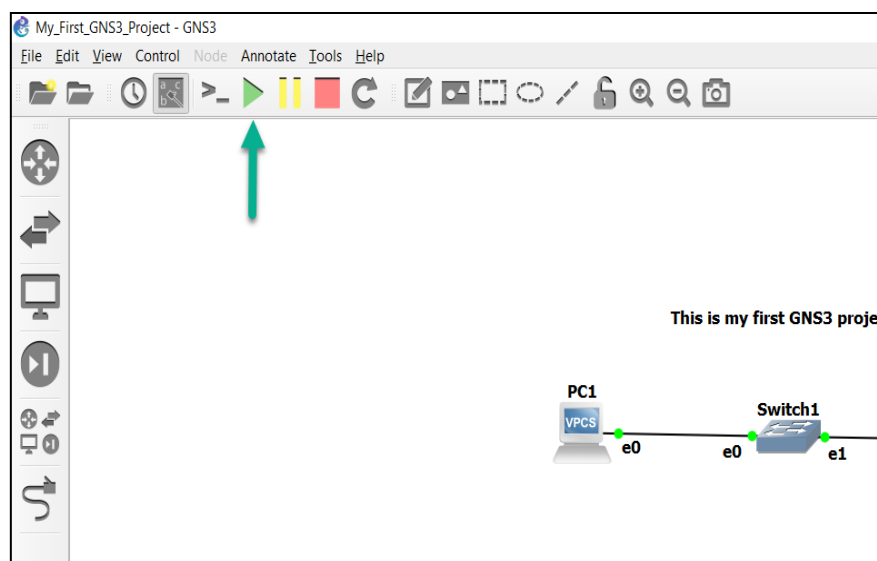 My_First_GNS3_Project - GNS3
File Edit View Control Node Annotate Tools Help
This is my first GNS3 proje
PC1
VPCS
Switch1
e0
e0
e1